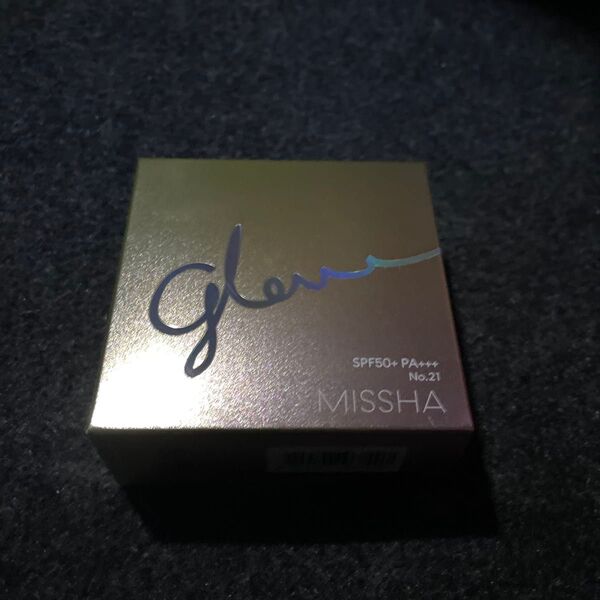 Glow
SPF50+ PA+++
No.21
MISSHA